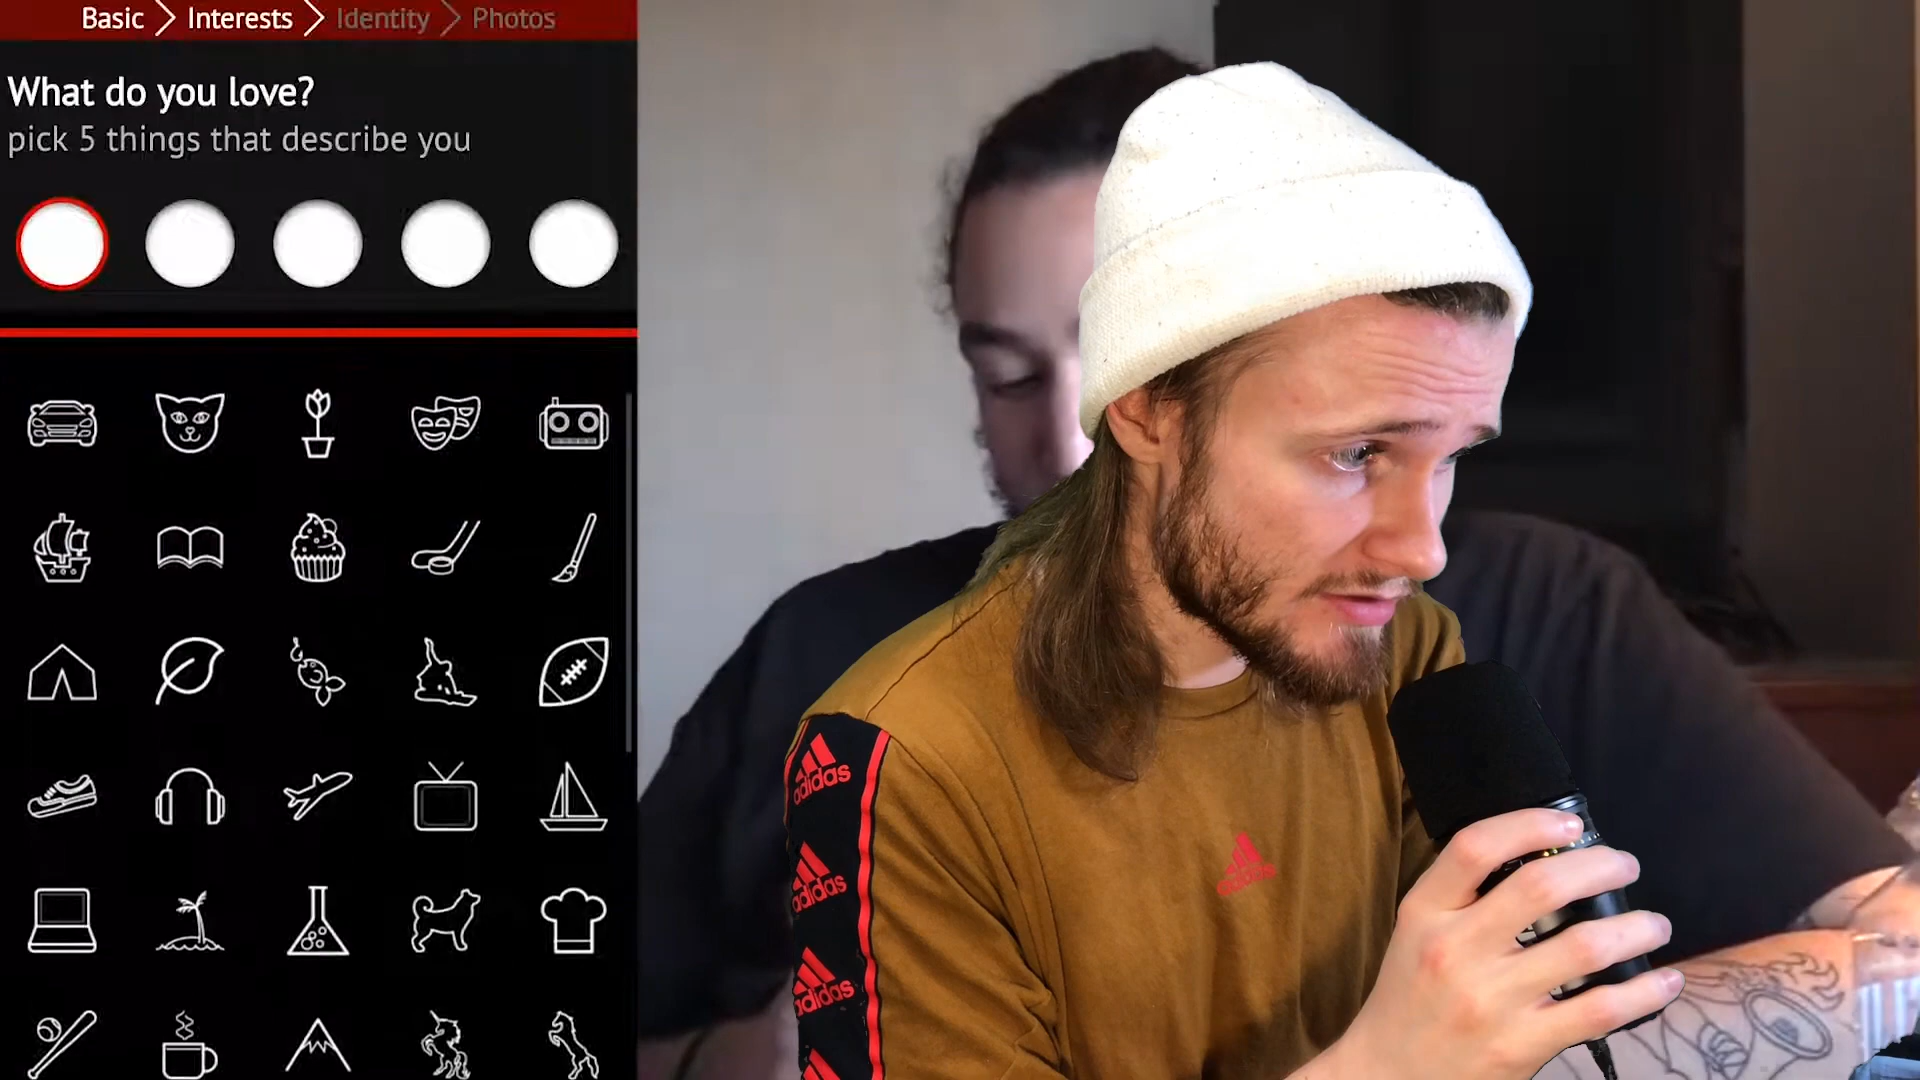 Basic Interests Identity Photos
What do you love?
pick 5 things that describe you
adidas
adidas
adidas
adidas